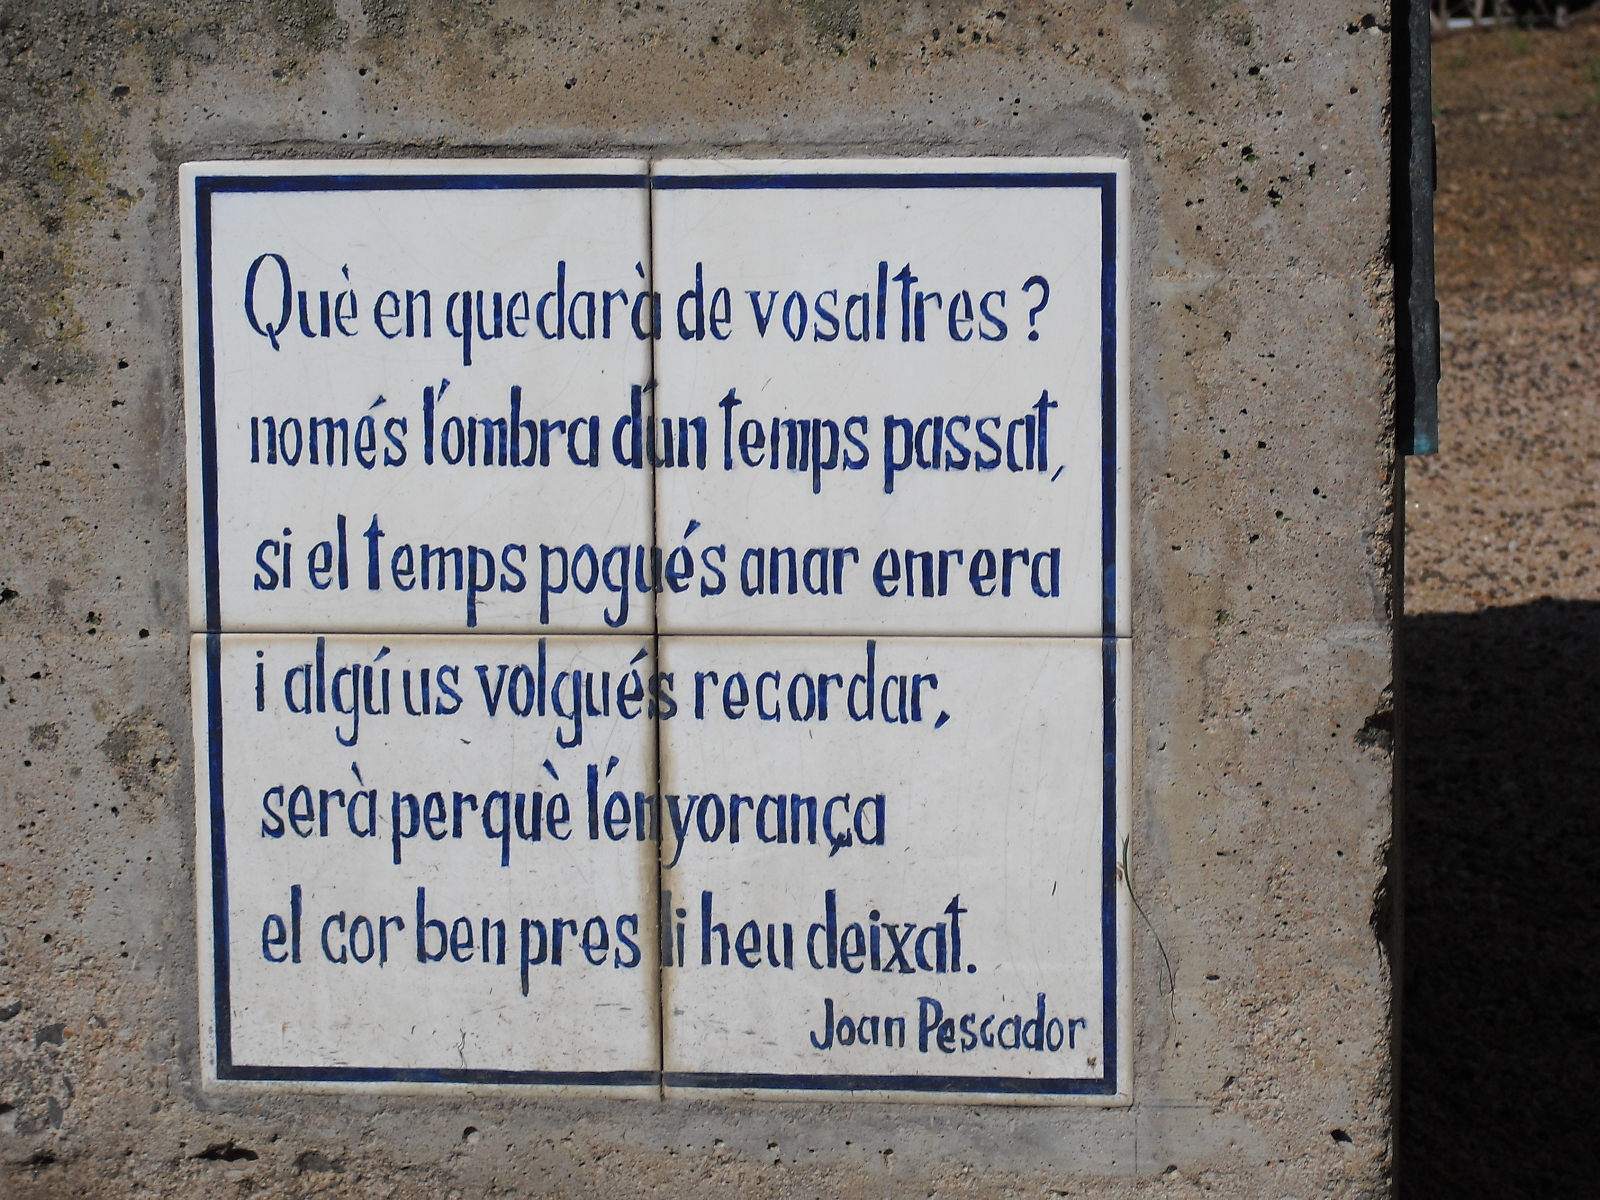 Què en quedarà de vosaltres?
només l'ombra d'un temps passat,
si el temps pogués anar enrera
i algú us volgués recordar,
serà perquè l'enyorança
el cor ben pres li heu deixat.
Joan Pescador